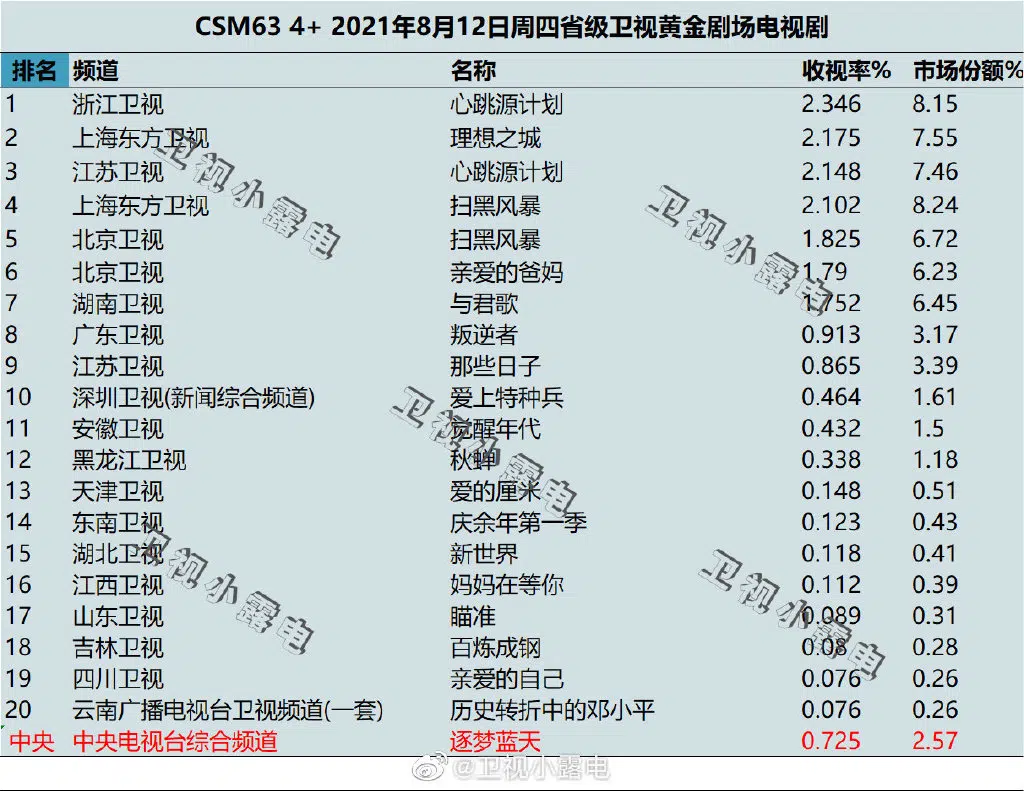 CSM63 4+ 2021年8月12日周四省级卫视黄金剧场电视剧
排名 频道 名称 收视率% 市场份额%
1 浙江卫视 心跳源计划 2.346 8.15
2 上海东方卫视 理想之城 2.175 7.55
3 江苏卫视 心跳源计划 2.148 7.46
4 上海东方卫视 扫黑风暴 2.102 8.24
5 北京卫视 扫黑风暴 1.825 6.72
6 北京卫视 亲爱的爸妈 1.79 6.23
7 湖南卫视 与君歌 1.752 6.45
8 广东卫视 叛逆者 0.913 3.17
9 江苏卫视 那些日子 0.865 3.39
10 深圳卫视(新闻综合频道) 爱上特种兵 0.464 1.61
11 安徽卫视 觉醒年代 0.432 1.5
12 黑龙江卫视 秋蝉 0.338 1.18
13 天津卫视 爱的厘米 0.148 0.51
14 东南卫视 庆余年第一季 0.123 0.43
15 湖北卫视 新世界 0.118 0.41
16 江西卫视 妈妈在等你 0.112 0.39
17 山东卫视 瞄准 0.089 0.31
18 吉林卫视 百炼成钢 0.08 0.28
19 四川卫视 亲爱的自己 0.076 0.26
20 云南广播电视台卫视频道(一套) 历史转折中的邓小平 0.076 0.26
中央 中央电视台综合频道 逐梦蓝天 0.725 2.57
卫视小露电
卫视小露电
卫视小露电
卫视小露电
卫视小露电
@卫视小露电